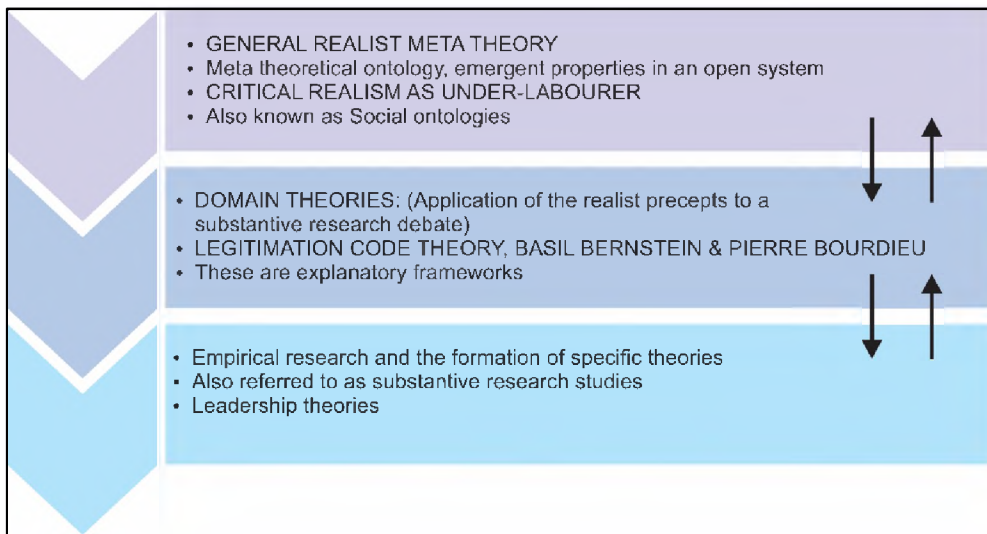 • GENERAL REALIST META THEORY
• Meta theoretical ontology, emergent properties in an open system
• CRITICAL REALISM AS UNDER-LABOURER
• Also known as Social ontologies
• DOMAIN THEORIES: (Application of the realist precepts to a
substantive research debate)
• LEGITIMATION CODE THEORY, BASIL BERNSTEIN & PIERRE BOURDIEU
• These are explanatory frameworks
• Empirical research and the formation of specific theories
• Also referred to as substantive research studies
• Leadership theories